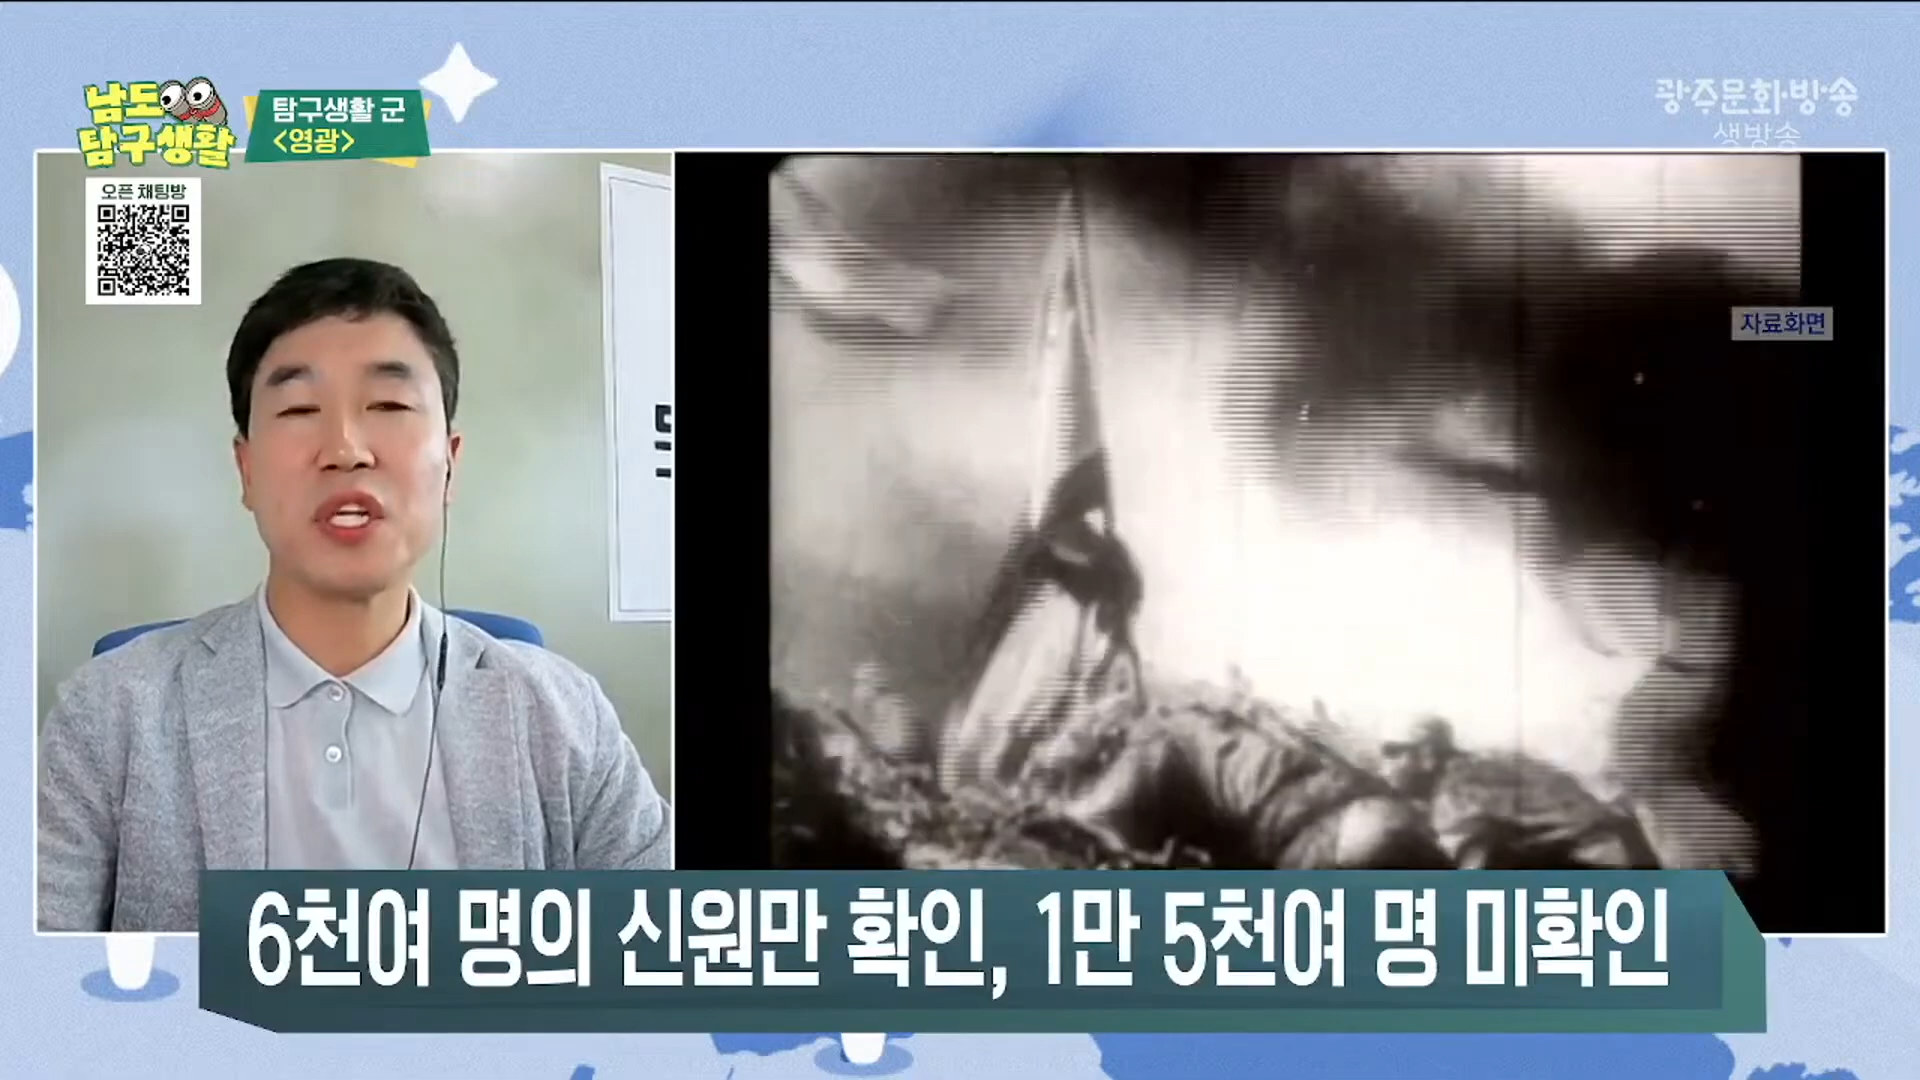 남도
탐구생활
탐구생활 군
<영광>
광주문화방송
생방송
오픈 채팅방
자료화면
6천여 명의 신원만 확인, 1만 5천여 명 미확인